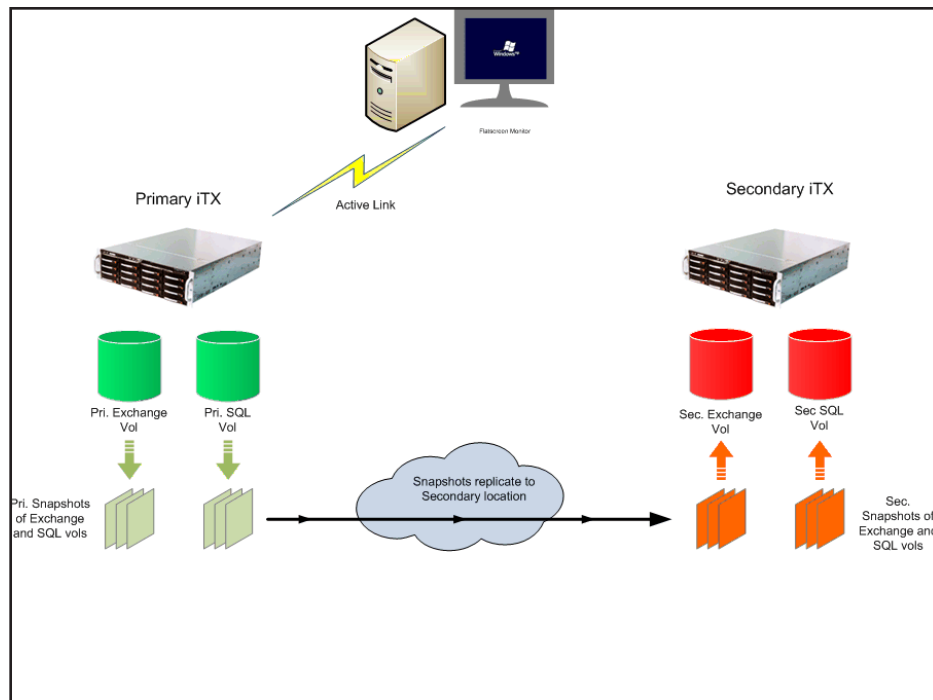 Windows
Flatscreen Monitor
Primary iTX
Active Link
Secondary iTX
Pri. Exchange
Vol
Pri. SQL
Vol
Sec. Exchange
Vol
Sec SQL
Vol
Pri. Snapshots
of Exchange
and SQL vols
Snapshots replicate to
Secondary location
Sec.
Snapshots of
Exchange and
SQL vols